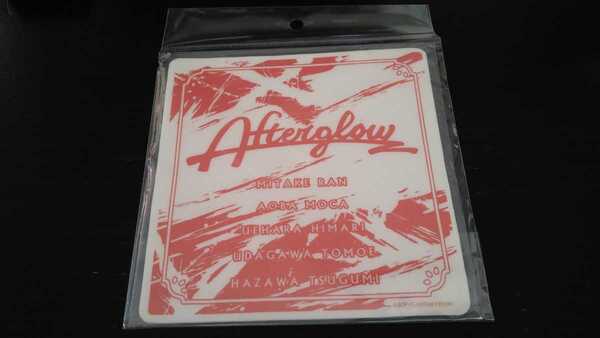 Afterglow
MITAKE RAN
AOBA MOCA
UEHARA HIMARI
UDAGAWA TOMOE
HAZAWA TSUGUMI